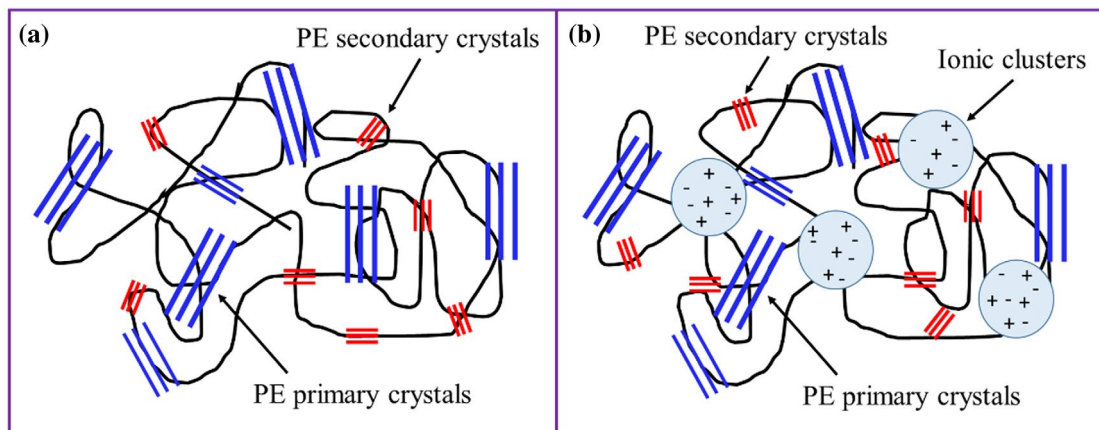 (a)
PE secondary crystals
PE primary crystals
(b)
PE secondary crystals
Ionic clusters
+
- -
+
- -
+
+
- -
- + +
- -
+
+ +
- -
+ -
+ -
- +
+ - +
+ -
PE primary crystals